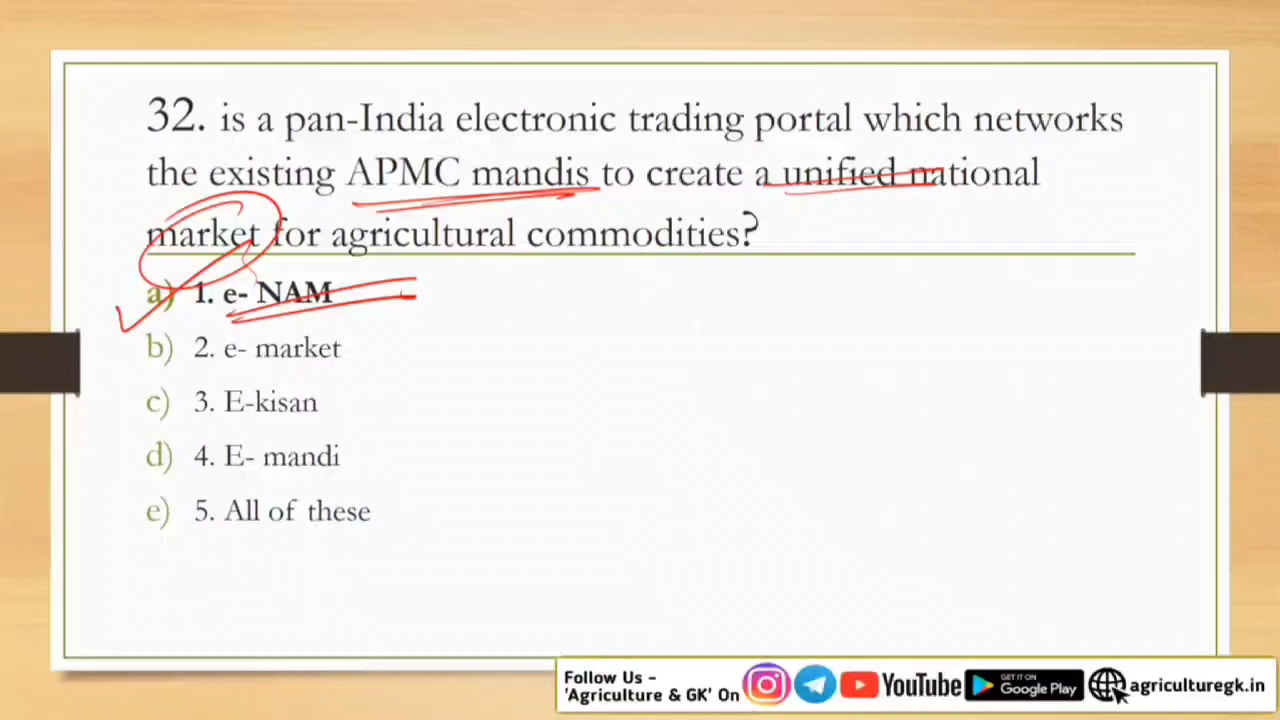 32. is a pan-India electronic trading portal which networks
the existing APMC mandis to create a unified national
market for agricultural commodities?
a) 1. e- NAM
b) 2. e- market
c) 3. E-kisan
d) 4. E- mandi
e) 5. All of these
Follow Us -
'Agriculture & GK' On
YouTube
GET IT ON
Google Play
agriculturegk.in